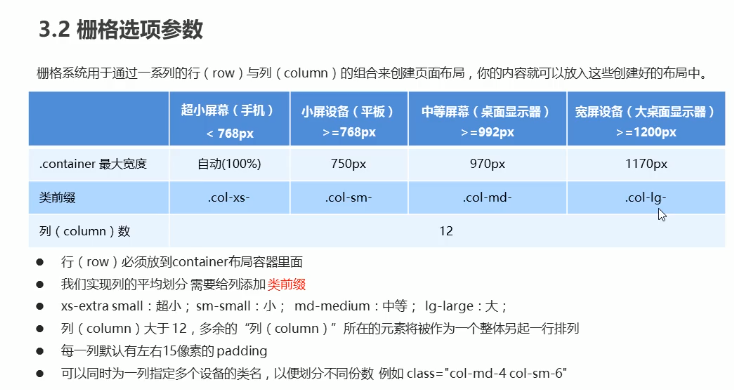 3.2 栅格选项参数
栅格系统用于通过一系列的行（row）与列（column）的组合来创建页面布局，你的内容就可以放入这些创建好的布局中。
超小屏幕（手机） 小屏设备（平板） 中等屏幕（桌面显示器） 宽屏设备（大桌面显示器）
< 768px >=768px >=992px >=1200px
.container 最大宽度 自动(100%) 750px 970px 1170px
类前缀 .col-xs- .col-sm- .col-md- .col-lg-
列（column）数 12
● 行（row）必须放到container布局容器里面
● 我们实现列的平均划分 需要给列添加 类前缀
● xs-extra small：超小； sm-small：小； md-medium：中等； lg-large：大；
● 列（column）大于 12，多余的“列（column）”所在的元素将被作为一个整体另起一行排列
● 每一列默认有左右15像素的 padding
● 可以同时为一列指定多个设备的类名，以便划分不同份数 例如 class="col-md-4 col-sm-6"